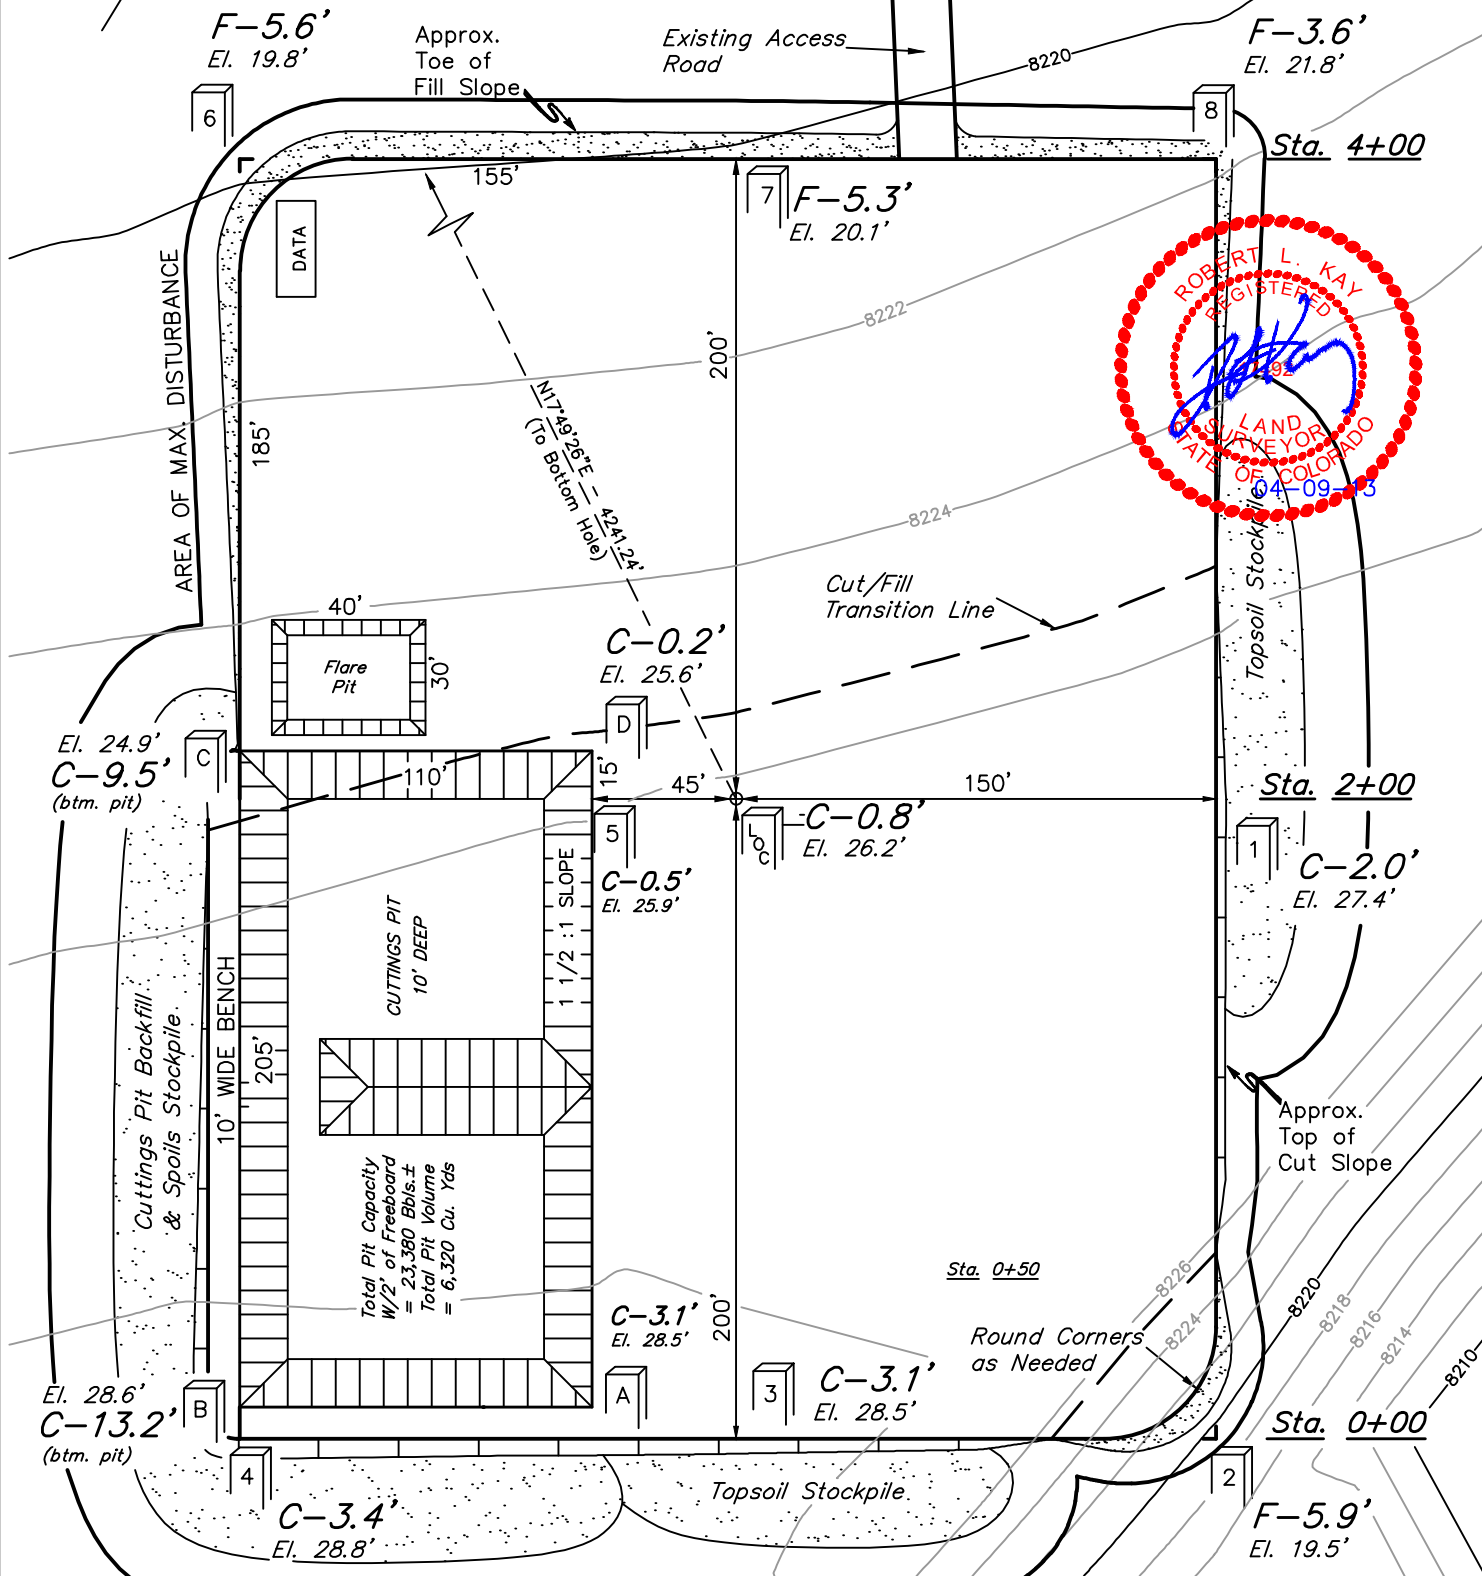 F-5.6'
El. 19.8'
6
Approx.
Toe of
Fill Slope
Existing Access
Road
8220
F-3.6'
El. 21.8'
8
Sta. 4+00
155'
7
F-5.3'
El. 20.1'
DATA
AREA OF MAX. DISTURBANCE
185'
200'
8222
N17°49'26"E - 4241.24'
(To Bottom Hole)
ROBERT L. KAY
REGISTERED
LAND
SURVEYOR
STATE OF COLORADO
04-09-13
8224
Topsoil Stockpile
Cut/Fill
Transition Line
40'
Flare
Pit
30'
C-0.2'
El. 25.6'
D
El. 24.9'
C-9.5'
(btm. pit)
C
110'
15'
45'
150'
Sta. 2+00
5
C-0.5'
El. 25.9'
LOC
C-0.8'
El. 26.2'
1
C-2.0'
El. 27.4'
CUTTINGS PIT
10' DEEP
1 1/2 :1 SLOPE
10' WIDE BENCH
205'
Cuttings Pit Backfill
& Spoils Stockpile
Total Pit Capacity
W/2' of Freeboard
= 23,380 Bbls.±
Total Pit Volume
= 6,320 Cu. Yds
Approx.
Top of
Cut Slope
Sta. 0+50
8226
8224
8220
8218
8216
8214
8210
C-3.1'
El. 28.5'
200'
Round Corners
as Needed
A
3
C-3.1'
El. 28.5'
El. 28.6'
C-13.2'
(btm. pit)
B
Sta. 0+00
4
C-3.4'
El. 28.8'
Topsoil Stockpile
2
F-5.9'
El. 19.5'